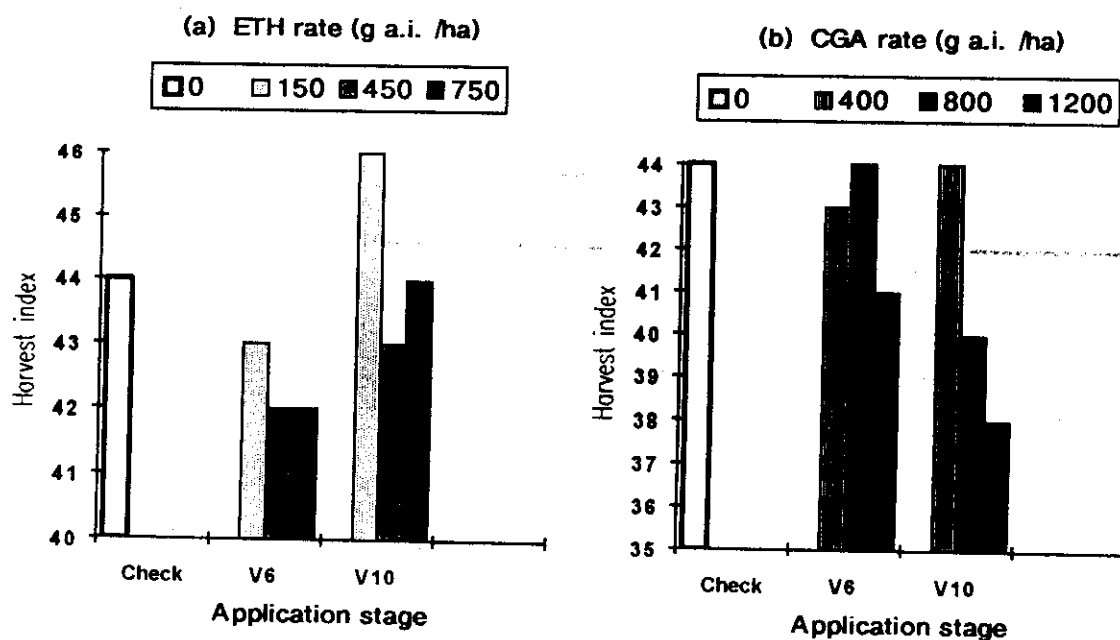 (a) ETH rate (g a.i. /ha)
0 150 450 750
46
45
44
43
42
41
40
Harvest index
Check V6 V10
Application stage
(b) CGA rate (g a.i. /ha)
0 400 800 1200
44
43
42
41
40
39
38
37
36
35
Harvest index
Check V6 V10
Application stage